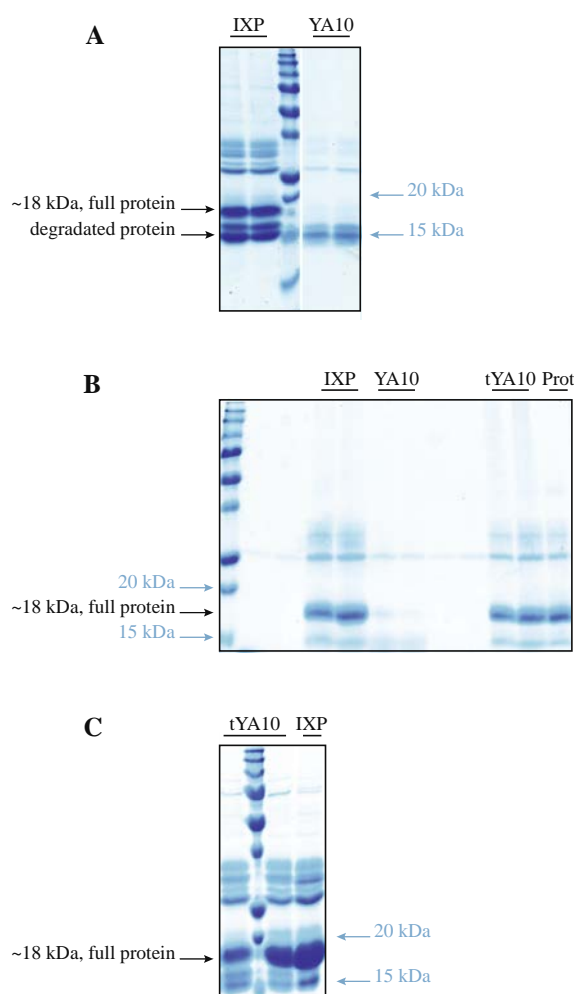 A
IXP YA10
20 kDa
~18 kDa, full protein
degradated protein
15 kDa
B
IXP YA10 tYA10 Prot
20 kDa
~18 kDa, full protein
15 kDa
C
tYA10 IXP
20 kDa
~18 kDa, full protein
15 kDa